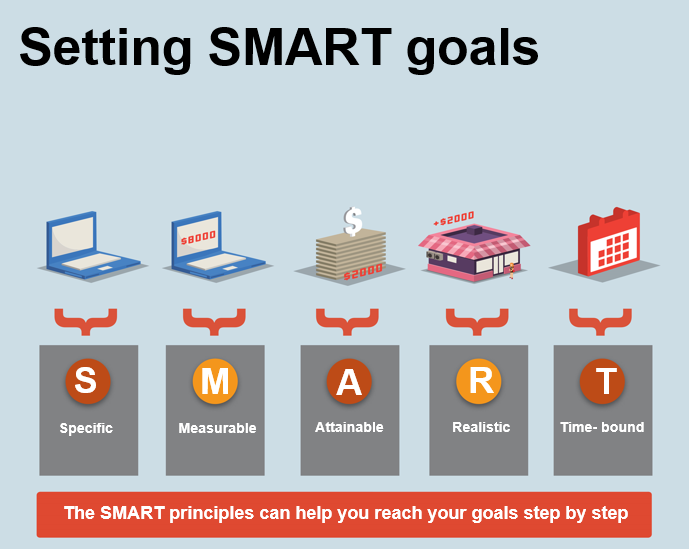 Setting SMART goals
$8000
$
$2000
+$2000
S
M
A
R
T
Specific
Measurable
Attainable
Realistic
Time- bound
The SMART principles can help you reach your goals step by step